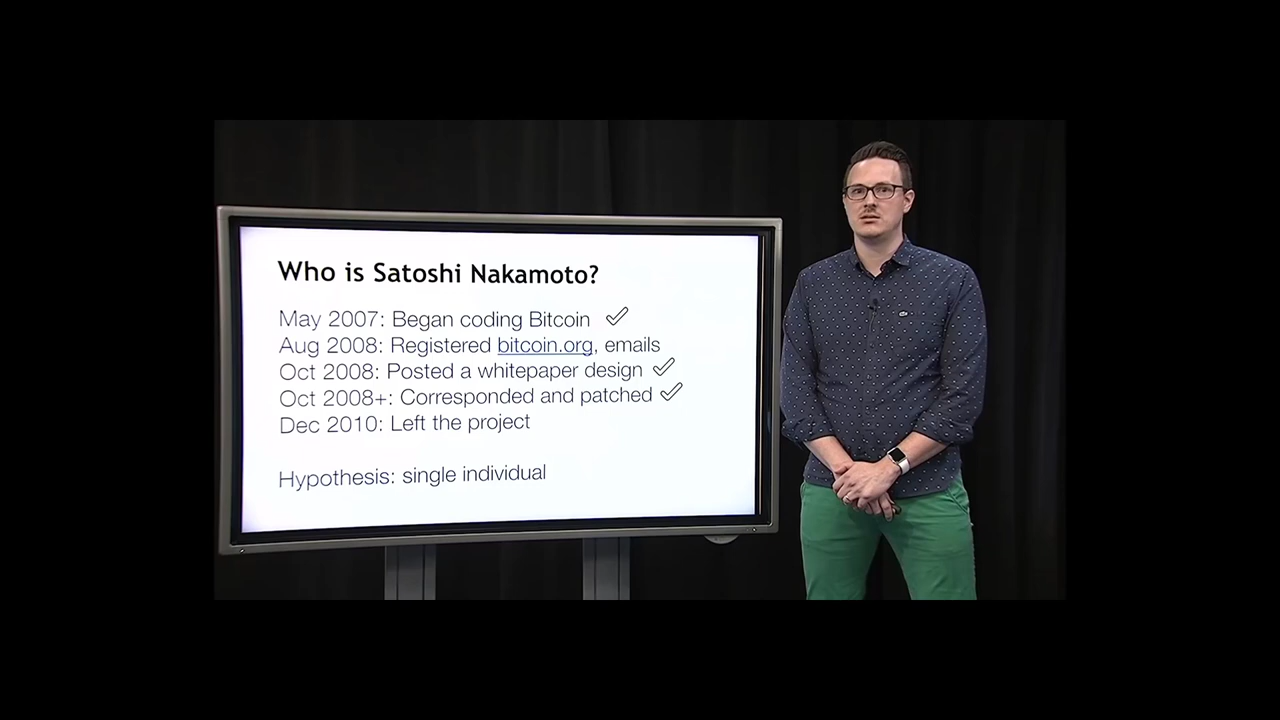 Who is Satoshi Nakamoto?
May 2007: Began coding Bitcoin ✓
Aug 2008: Registered bitcoin.org, emails
Oct 2008: Posted a whitepaper design ✓
Oct 2008+: Corresponded and patched ✓
Dec 2010: Left the project
Hypothesis: single individual